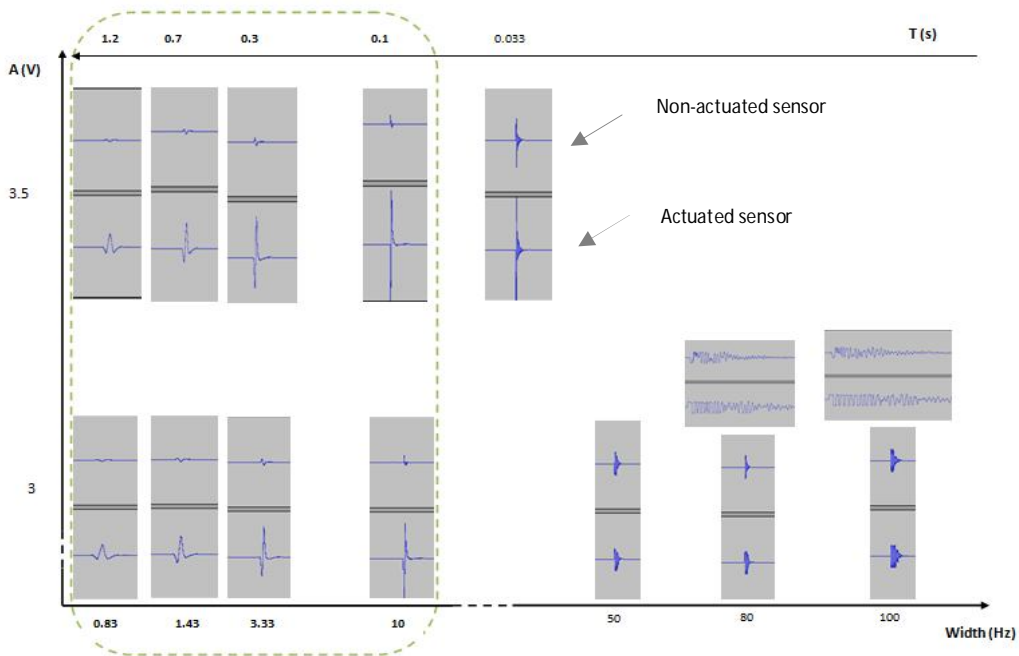 1.2 0.7 0.3 0.1 0.033 T (s)
A (V)
Non-actuated sensor
3.5
Actuated sensor
3
50 80 100
0.83 1.43 3.33 10
Width (Hz)